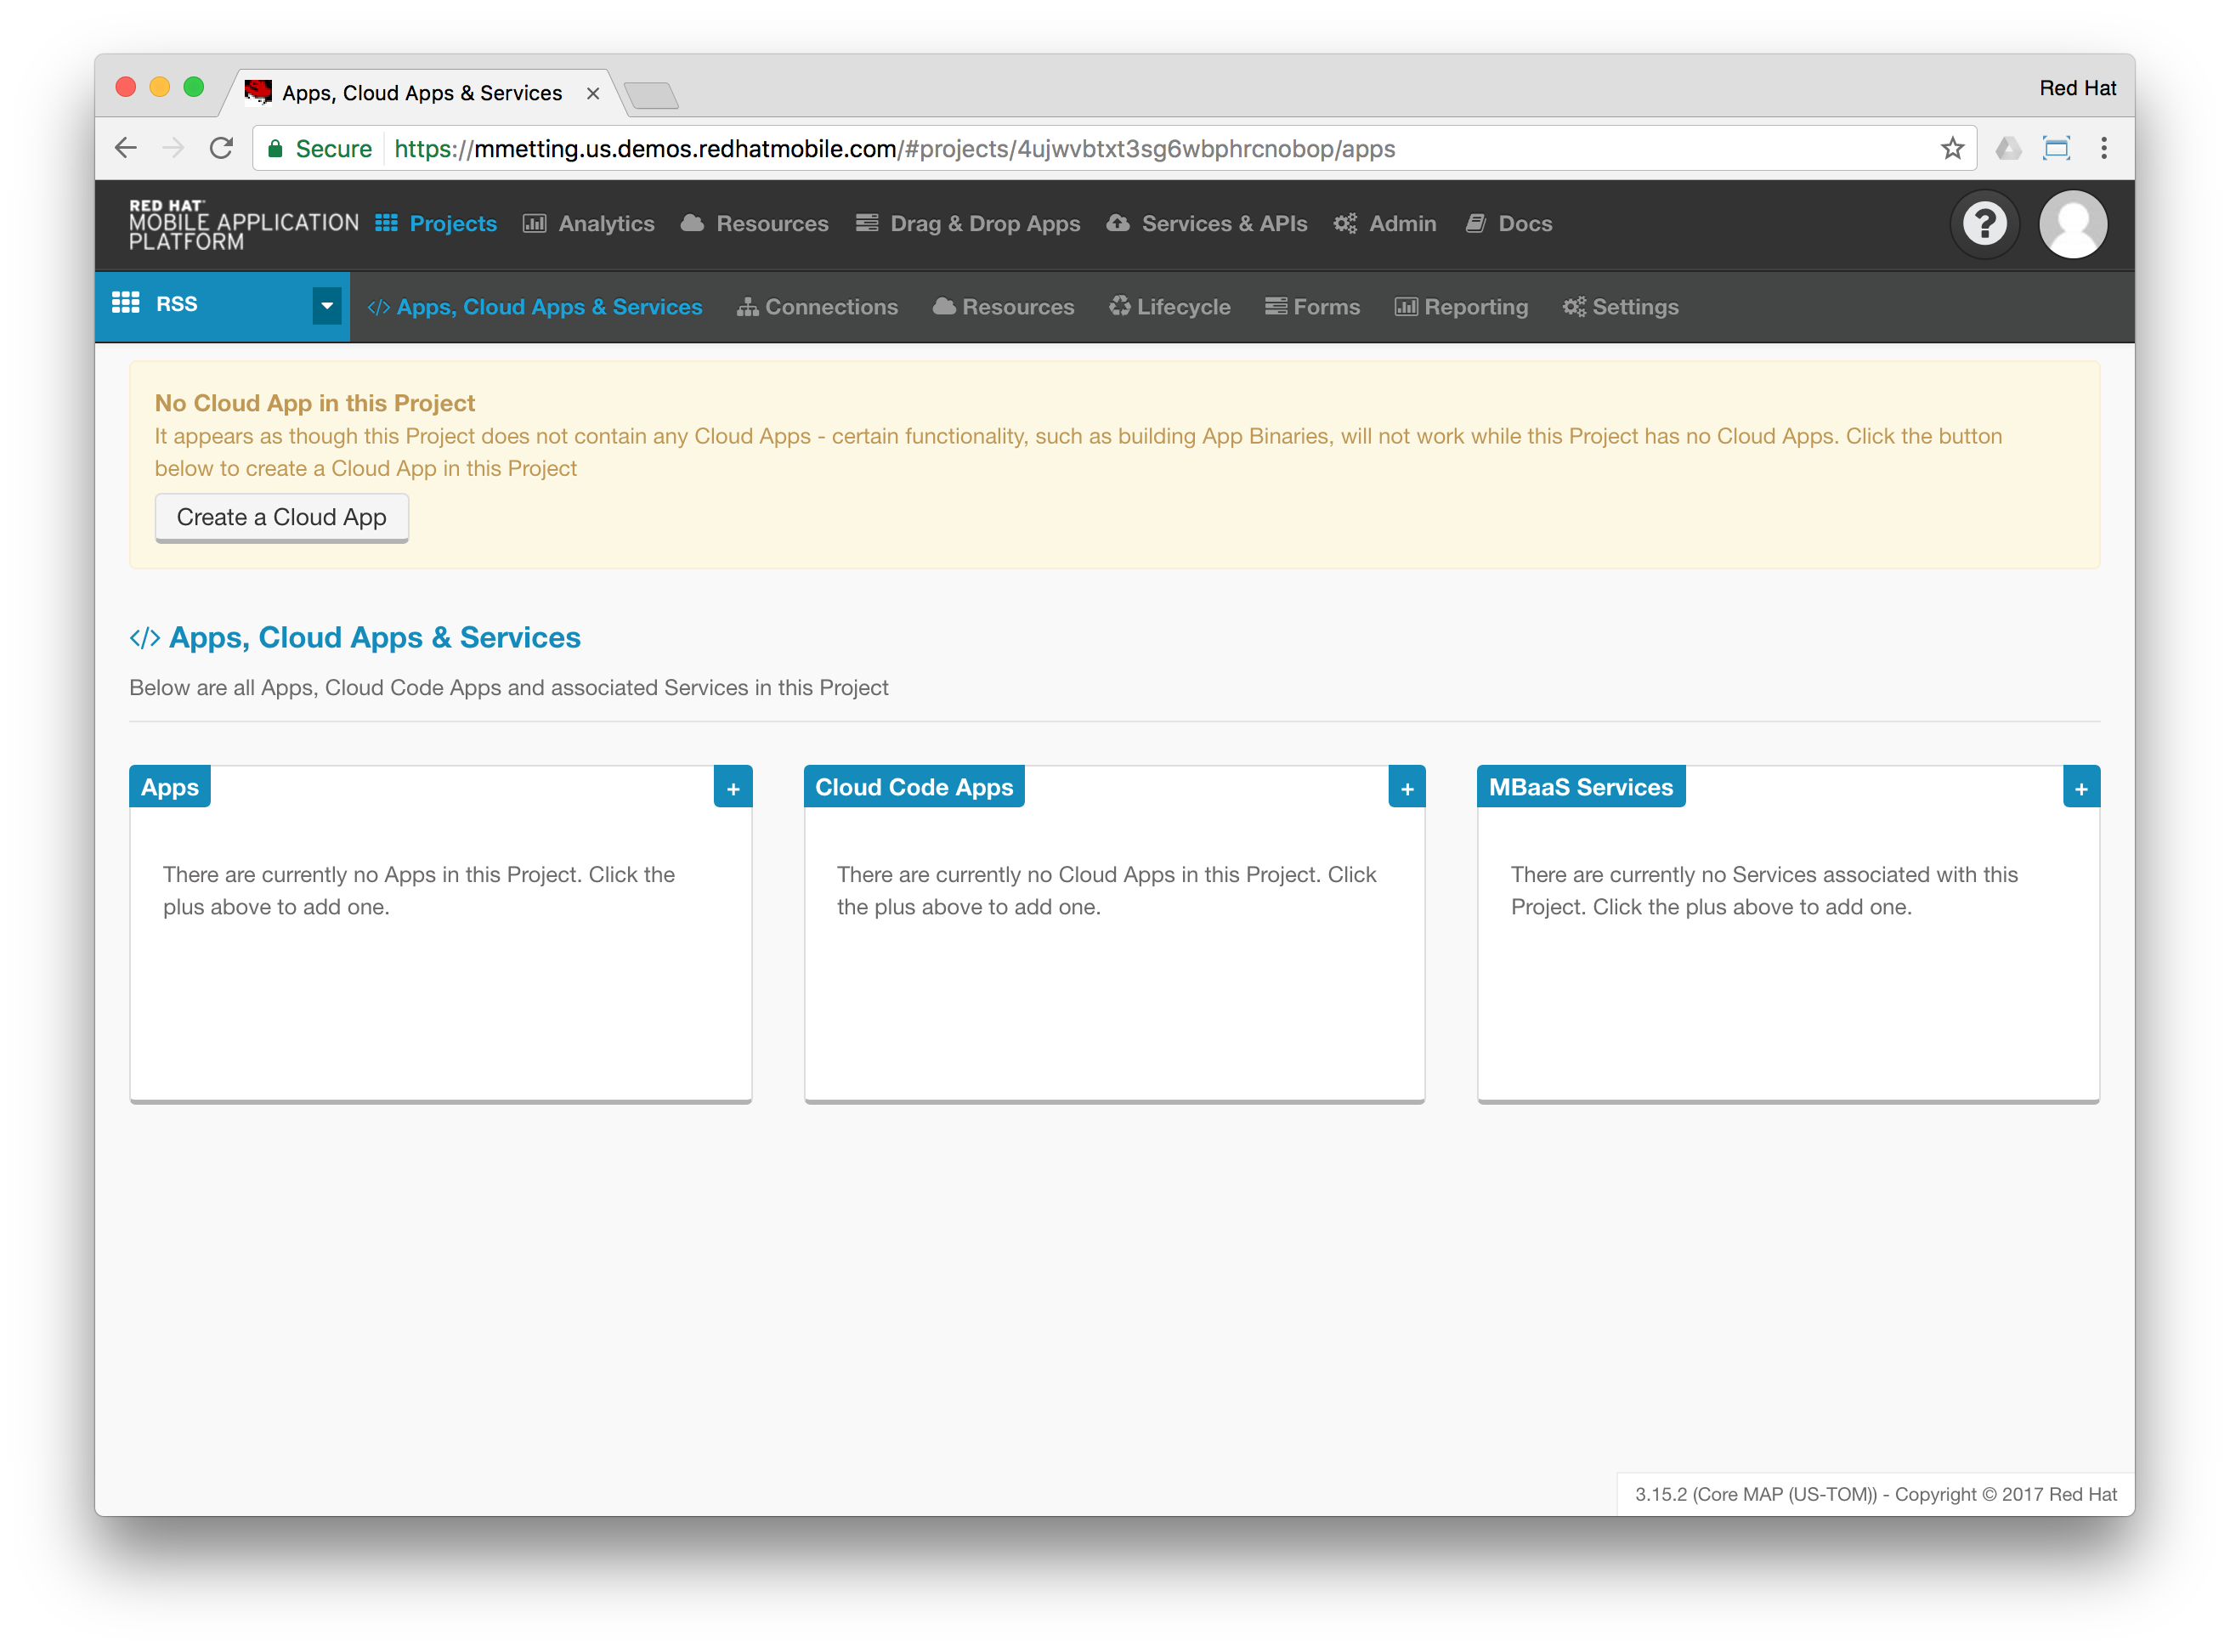 Apps, Cloud Apps & Services
Red Hat
Secure https://mmetting.us.demos.redhatmobile.com/#projects/4ujwvbtxt3sg6wbphrcnobop/apps
RED HAT
MOBILE APPLICATION
PLATFORM
Projects Analytics Resources Drag & Drop Apps Services & APIs Admin Docs
RSS Apps, Cloud Apps & Services Connections Resources Lifecycle Forms Reporting Settings
No Cloud App in this Project
It appears as though this Project does not contain any Cloud Apps - certain functionality, such as building App Binaries, will not work while this Project has no Cloud Apps. Click the button
below to create a Cloud App in this Project
Create a Cloud App
</> Apps, Cloud Apps & Services
Below are all Apps, Cloud Code Apps and associated Services in this Project
Apps +
There are currently no Apps in this Project. Click the
plus above to add one.
Cloud Code Apps +
There are currently no Cloud Apps in this Project. Click
the plus above to add one.
MBaaS Services +
There are currently no Services associated with this
Project. Click the plus above to add one.
3.15.2 (Core MAP (US-TOM)) - Copyright © 2017 Red Hat